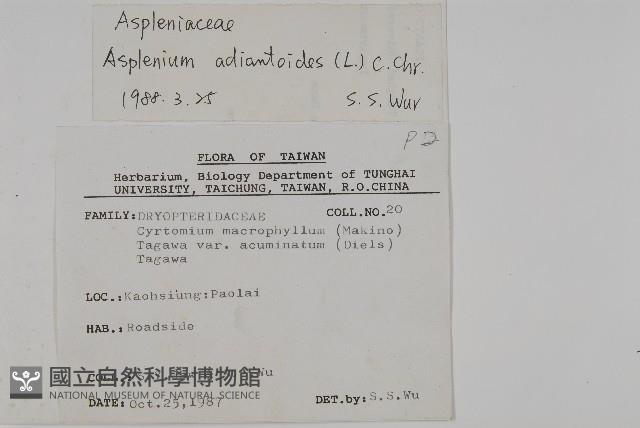 Aspleniaceae
Asplenium adiantoides (L.) C.Chr.
1988.3.25
S. S. Wu
P2
FLORA OF TAIWAN
Herbarium, Biology Department of TUNGHAI
UNIVERSITY, TAICHUNG, TAIWAN, R.O.CHINA
FAMILY: DRYOPTERIDACEAE COLL.NO.20
Cyrtomium macrophyllum (Makino)
Tagawa var. acuminatum (Diels)
Tagawa
LOC.: Kaohsiung:Paolai
HAB.: Roadside
國立自然科學博物館
NATIONAL MUSEUM OF NATURAL SCIENCE
DATE: Oct.25,1987 DET.by: S.S.Wu